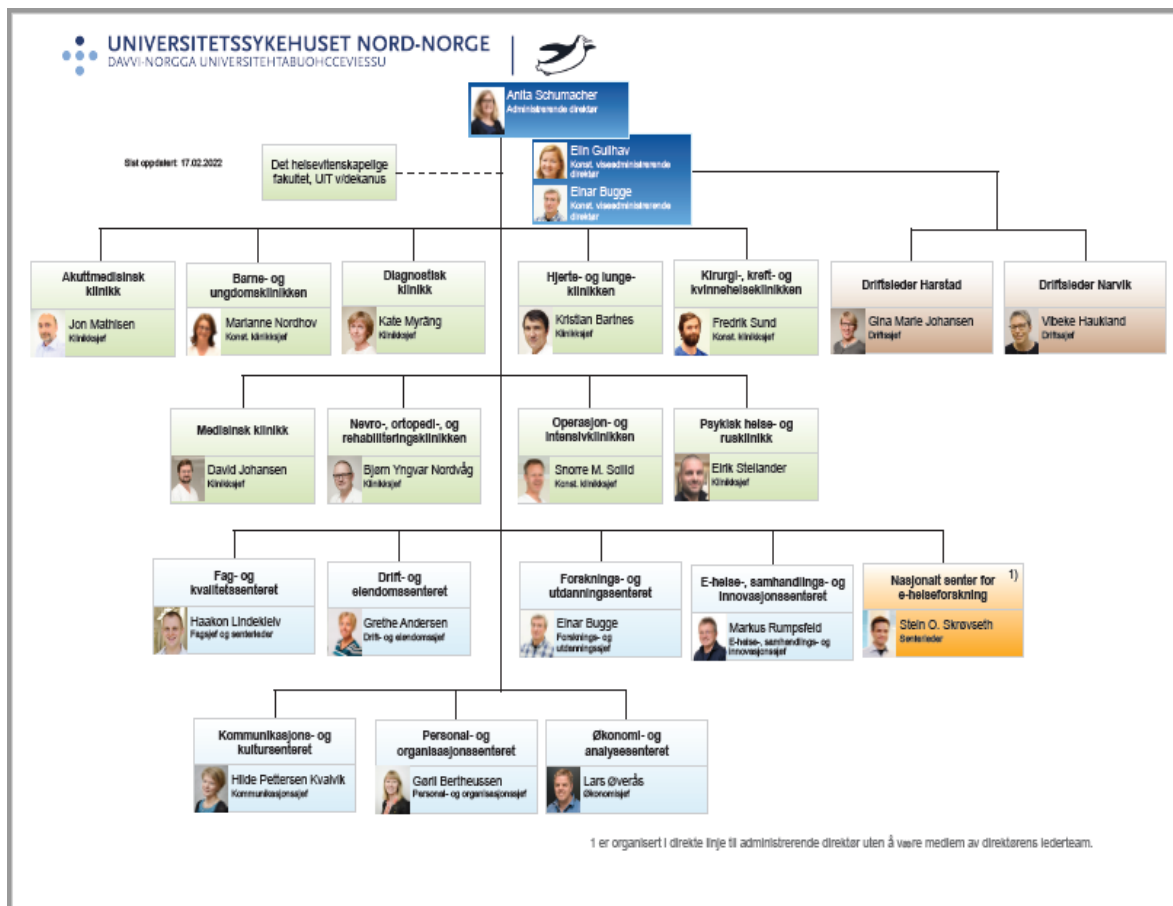 UNIVERSITETSSYKEHUSET NORD-NORGE
DAVVI-NORGGA UNIVERSITEHTABUOHCCEVIESSU
Anita Schumacher
Administrerende direktør
Sist oppdatert: 17.02.2022
Det helsevitenskapelige
fakultet, UIT v/dekanus
Elin Gullhav
Konst. viseadministrerende
direktør
Einar Bugge
Konst. viseadministrerende
direktør
Akuttmedisinsk
klinikk
Jon Mathisen
Klinikksjef
Barne- og
ungdomsklinikken
Marianne Nordhov
Konst. klinikksjef
Diagnostisk
klinikk
Kate Myräng
Klinikksjef
Hjerte- og lunge-
klinikken
Kristian Bartnes
Klinikksjef
Kirurgi-, kreft- og
kvinnehelseklinikken
Fredrik Sund
Konst. klinikksjef
Driftsleder Harstad
Gina Marie Johansen
Driftssjef
Driftsleder Narvik
Vibeke Haukland
Driftssjef
Medisinsk klinikk
David Johansen
Klinikksjef
Nevro-, ortopedi-, og
rehabiliteringsklinikken
Bjørn Yngvar Nordvåg
Klinikksjef
Operasjon- og
intensivklinikken
Snorre M. Sollid
Konst. klinikksjef
Psykisk helse- og
rusklinikk
Eirik Stellander
Klinikksjef
Fag- og
kvalitetssenteret
Haakon Lindekleiv
Fagsjef og senterleder
Drift- og
eiendomssenteret
Grethe Andersen
Drift- og eiendomssjef
Forsknings- og
utdanningssenteret
Einar Bugge
Forsknings- og
utdanningssjef
E-helse-, samhandlings- og
innovasjonssenteret
Markus Rumpsfeld
E-helse-, samhandlings- og
innovasjonssjef
Nasjonalt senter for 1)
e-helseforskning
Stein O. Skrøvseth
Senterleder
Kommunikasjons- og
kultursenteret
Hilde Pettersen Kvalvik
Kommunikasjonssjef
Personal- og
organisasjonssenteret
Gøril Bertheussen
Personal- og organisasjonssjef
Økonomi- og
analysesenteret
Lars Øverås
Økonomisjef
1 er organisert i direkte linje til administrerende direktør uten å være medlem av direktørens lederteam.